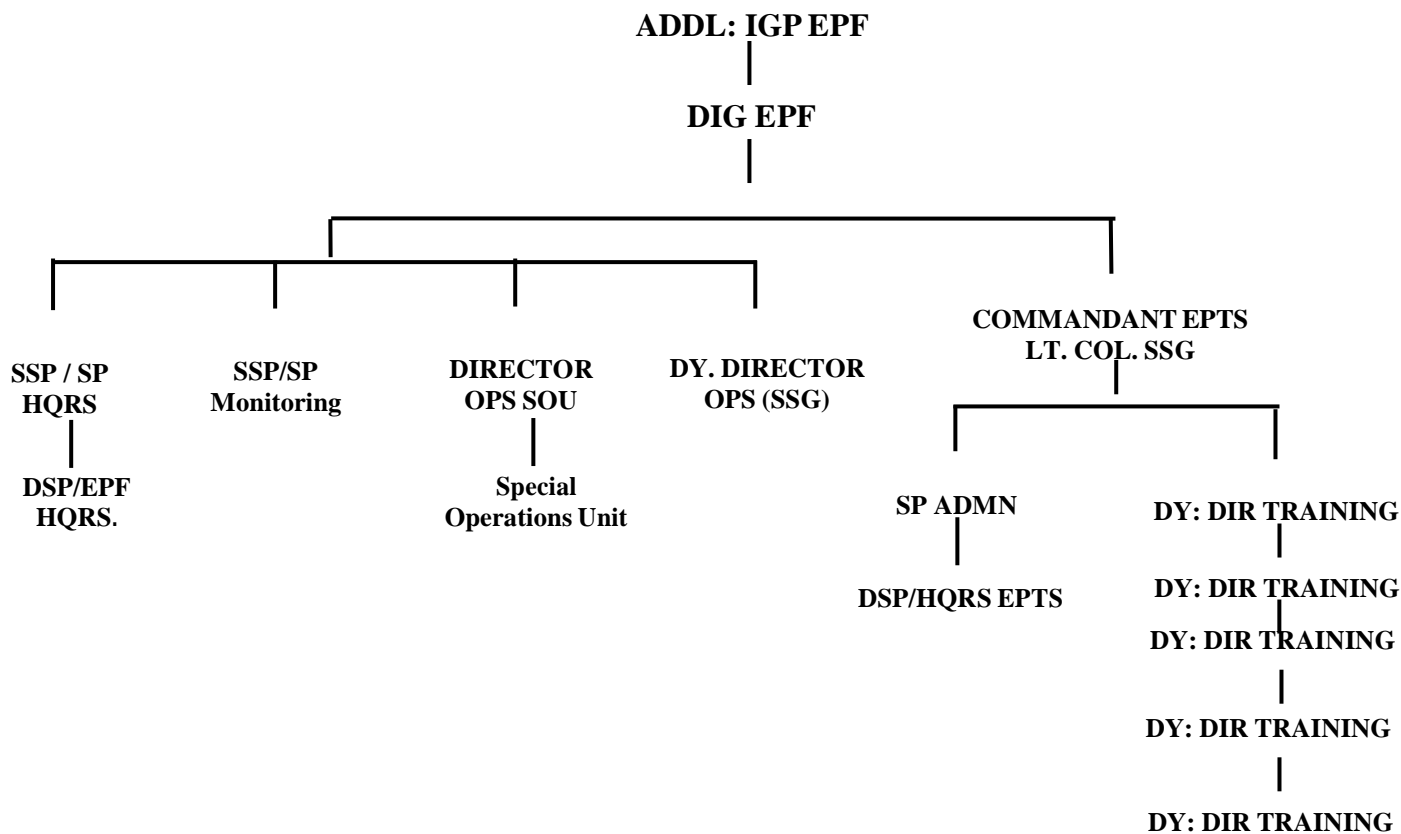 ADDL: IGP EPF
DIG EPF
SSP / SP
HQRS
DSP/EPF
HQRS.
SSP/SP
Monitoring
DIRECTOR
OPS SOU
Special
Operations Unit
DY. DIRECTOR
OPS (SSG)
COMMANDANT EPTS
LT. COL. SSG
SP ADMN
DSP/HQRS EPTS
DY: DIR TRAINING
DY: DIR TRAINING
DY: DIR TRAINING
DY: DIR TRAINING
DY: DIR TRAINING